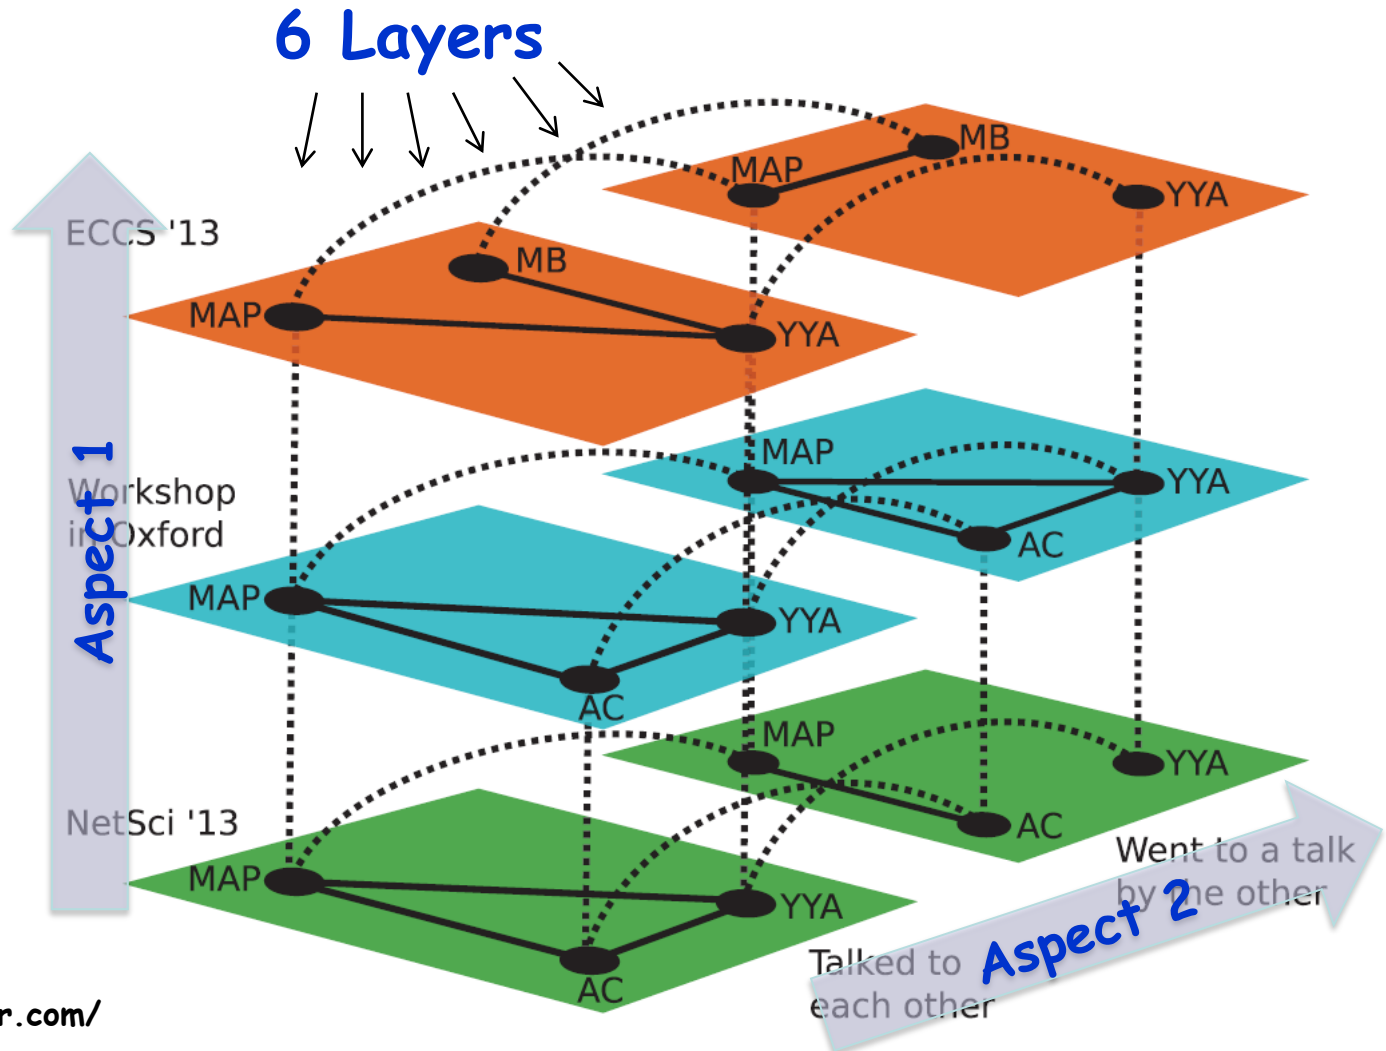 6 Layers
MB
MAP
YYA
ECCS '13
MB
MAP
YYA
MAP
YYA
Workshop
in Oxford
AC
MAP
YYA
AC
MAP
YYA
NetSci '13
AC
MAP
YYA
AC
Went to a talk
by the other
Talked to
each other
Aspect 1
Aspect 2
r.com/